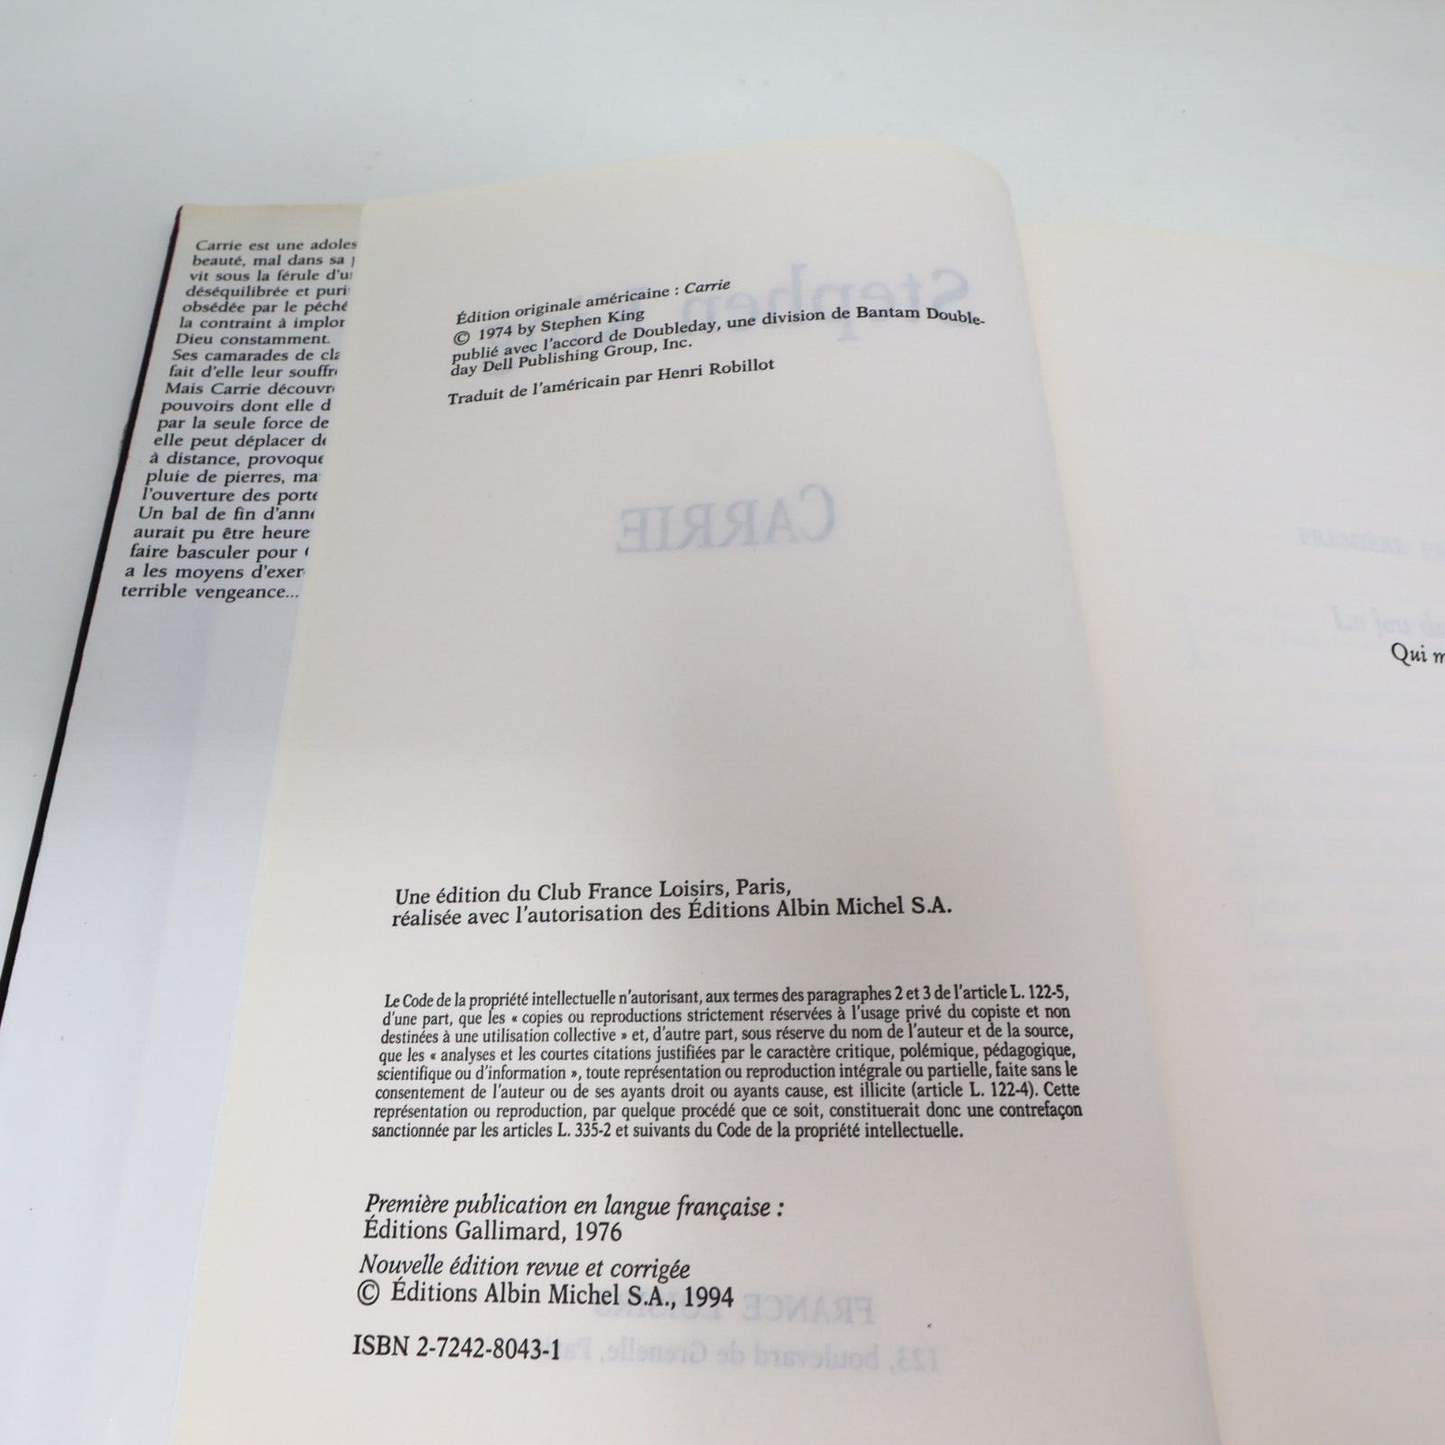 Carrie est une
beauté, mal dans sa
vit sous la férule
déséquilibrée et
obsédée par le péché
la contraint à
Dieu constamment.
Ses camarades de
fait d'elle leur
Mais Carrie
pouvoirs dont elle
par la seule force de
elle peut déplacer
à distance,
pluie de pierres,
l'ouverture des
Un bal de fin
aurait pu être
faire basculer pour
a les moyens
terrible vengeance...
Édition originale américaine : Carrie
© 1974 by Stephen King
publié avec l'accord de Doubleday, une division de Bantam Double-
day Dell Publishing Group, Inc.
Traduit de l'américain par Henri Robillot
Stephen
CARRIE
Une édition du Club France Loisirs, Paris,
réalisée avec l'autorisation des Éditions Albin Michel S.A.
Le Code de la propriété intellectuelle n'autorisant, aux termes des paragraphes 2 et 3 de l'article L. 122-5,
d'une part, que les « copies ou reproductions strictement réservées à l'usage privé du copiste et non
destinées à une utilisation collective » et, d'autre part, sous réserve du nom de l'auteur et de la source,
que les « analyses et les courtes citations justifiées par le caractère critique, polémique, pédagogique,
scientifique ou d'information », toute représentation ou reproduction intégrale ou partielle, faite sans le
consentement de l'auteur ou de ses ayants droit ou ayants cause, est illicite (article L. 122-4). Cette
représentation ou reproduction, par quelque procédé que ce soit, constituerait donc une contrefaçon
sanctionnée par les articles L. 335-2 et suivants du Code de la propriété intellectuelle.
Première publication en langue française :
Éditions Gallimard, 1976
Nouvelle édition revue et corrigée
© Éditions Albin Michel S.A., 1994
FRANCE LOISIRS
ISBN 2-7242-8043-1
123, boulevard de Grenelle,
PREMIÈRE
Le jeu
Qui